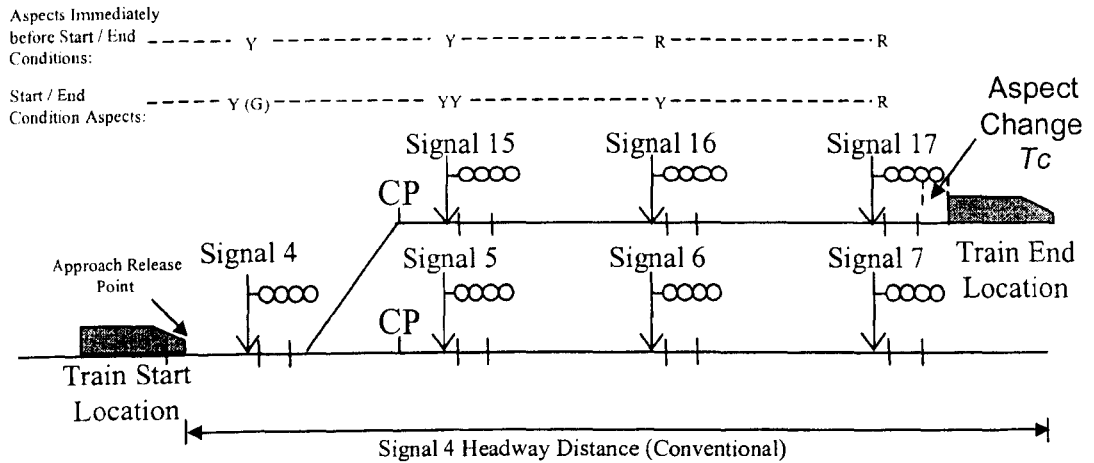 Aspects Immediately
before Start / End
Conditions:
Y Y R R
Start / End
Condition Aspects:
Y (G) YY Y R
Aspect
Change
Tc
Signal 15 Signal 16 Signal 17
CP
Approach Release
Point
Signal 4 Signal 5 Signal 6 Signal 7
CP
Train End
Location
Train Start
Location
Signal 4 Headway Distance (Conventional)